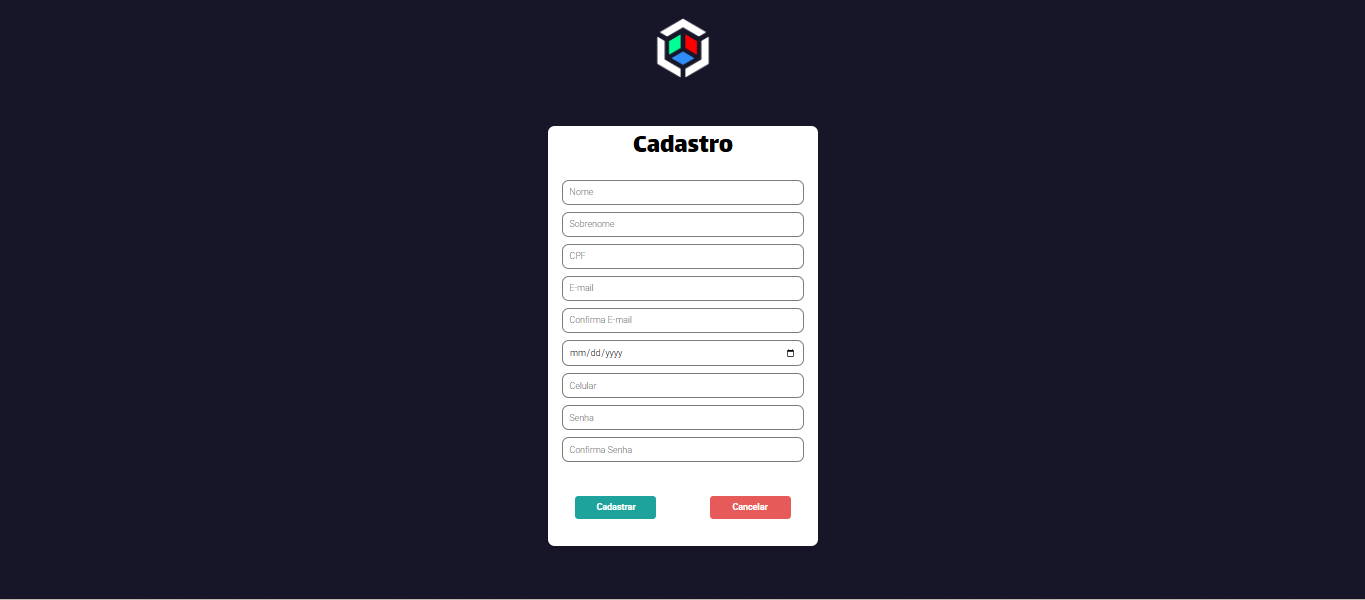 Cadastro
Nome
Sobrenome
CPF
E-mail
Confirma E-mail
mm/dd/yyyy
Celular
Senha
Confirma Senha
Cadastrar Cancelar